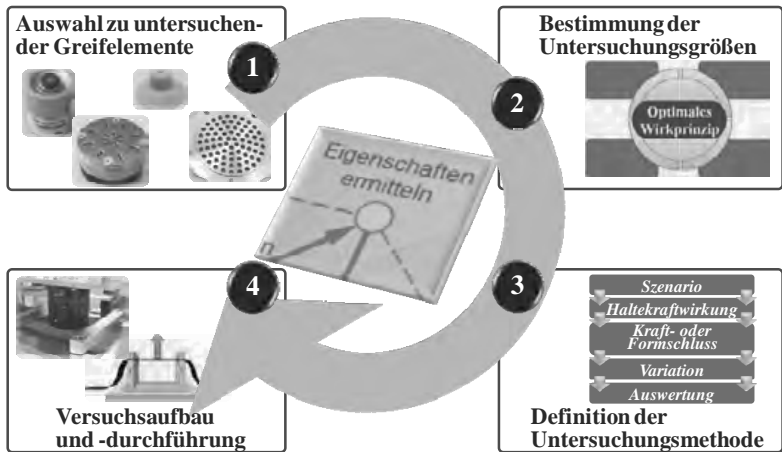 Auswahl zu untersuchen-
der Greifelemente
1
Bestimmung der
Untersuchungsgrößen
2
Optimales
Wirkprinzip
Eigenschaften
ermitteln
n
4
Versuchsaufbau
und -durchführung
3
Szenario
Haltekraftwirkung
Kraft- oder
Formschluss
Variation
Auswertung
Definition der
Untersuchungsmethode